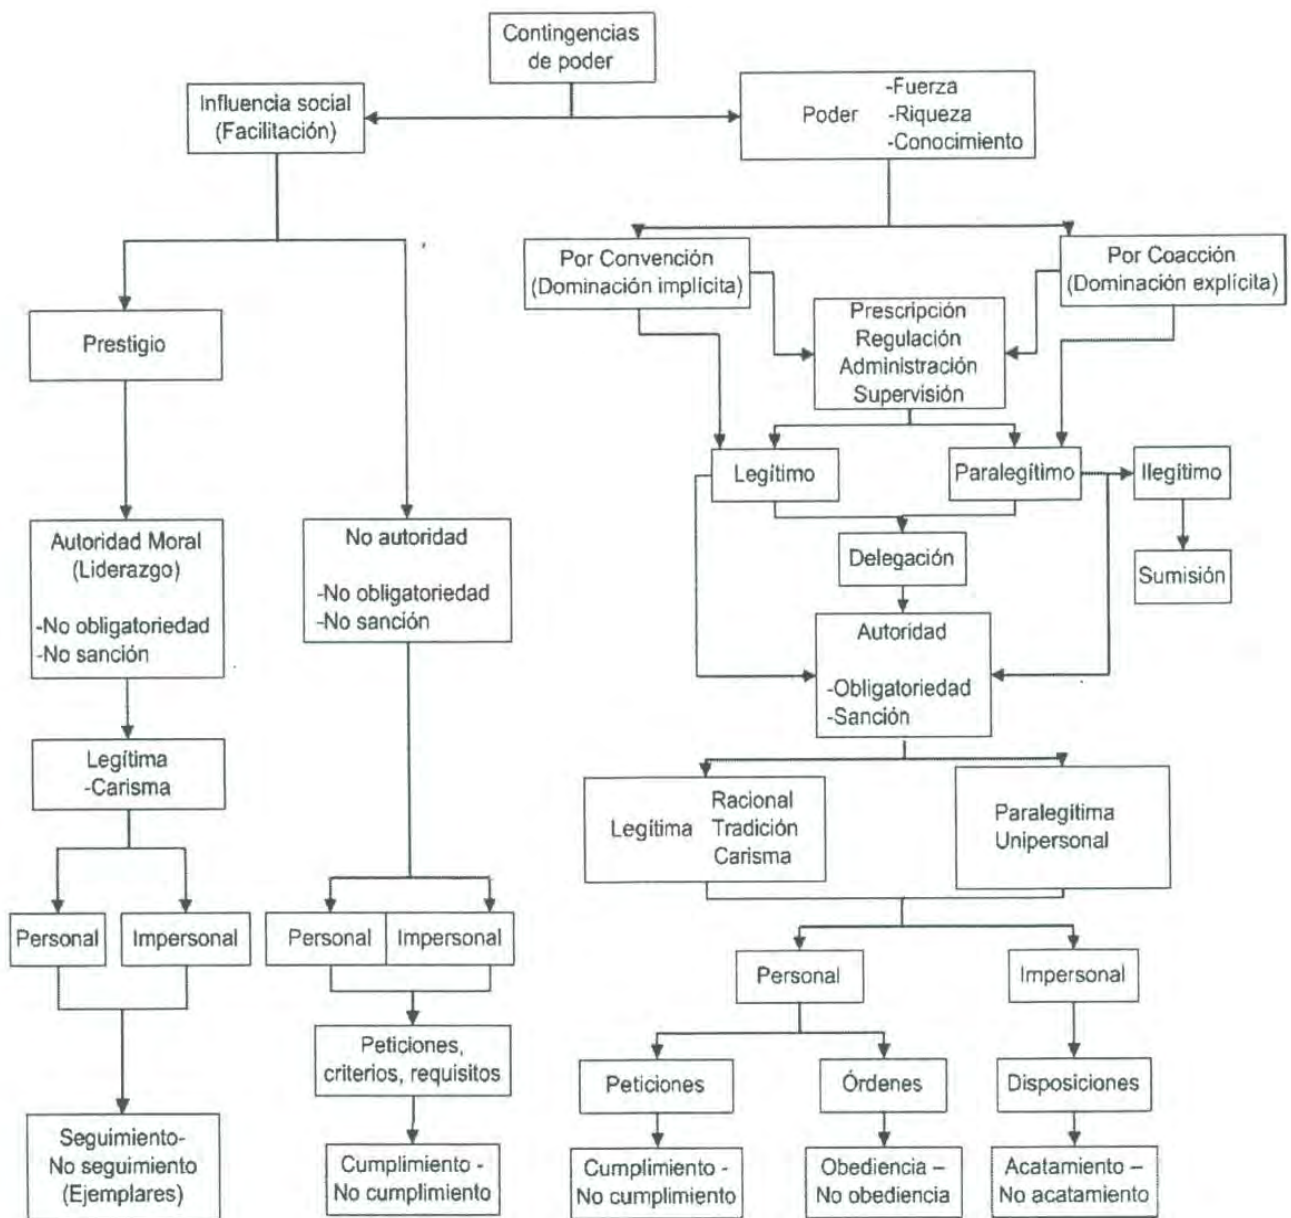 Contingencias
de poder
Influencia social
(Facilitación)
Poder
-Fuerza
-Riqueza
-Conocimiento
Por Convención
(Dominación implícita)
Por Coacción
(Dominación explícita)
Prescripción
Regulación
Administración
Supervisión
Prestigio
Legítimo
Paralegítimo
Ilegítimo
Delegación
Sumisión
Autoridad Moral
(Liderazgo)
-No obligatoriedad
-No sanción
No autoridad
-No obligatoriedad
-No sanción
Autoridad
-Obligatoriedad
-Sanción
Legítima
-Carisma
Legítima
Racional
Tradición
Carisma
Paralegítima
Unipersonal
Personal
Impersonal
Personal
Impersonal
Personal
Impersonal
Peticiones,
criterios, requisitos
Peticiones
Órdenes
Disposiciones
Seguimiento-
No seguimiento
(Ejemplares)
Cumplimiento -
No cumplimiento
Cumplimiento -
No cumplimiento
Obediencia –
No obediencia
Acatamiento –
No acatamiento